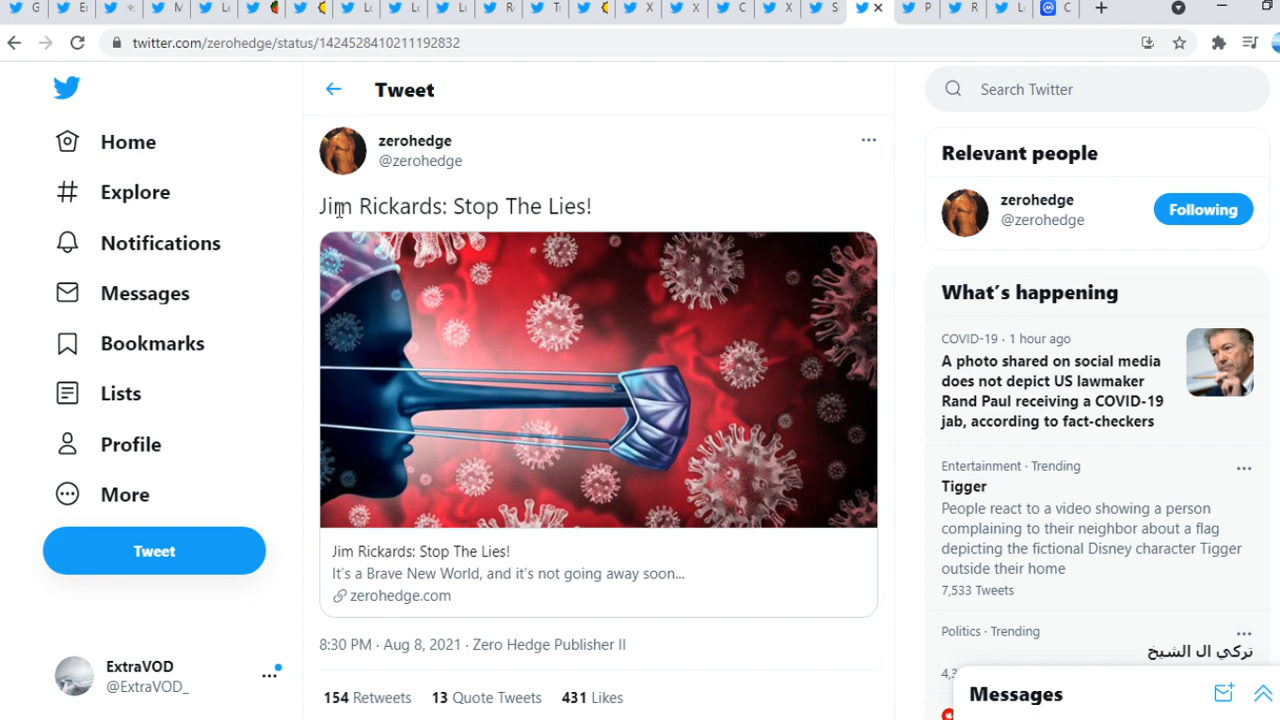 twitter.com/zerohedge/status/1424528410211192832
Home
Explore
Notifications
Messages
Bookmarks
Lists
Profile
More
Tweet
ExtraVOD
@ExtraVOD_
Tweet
zerohedge
@zerohedge
Jim Rickards: Stop The Lies!
Jim Rickards: Stop The Lies!
It's a Brave New World, and it's not going away soon...
zerohedge.com
8:30 PM · Aug 8, 2021 · Zero Hedge Publisher II
154 Retweets 13 Quote Tweets 431 Likes
Search Twitter
Relevant people
zerohedge
@zerohedge
Following
What's happening
COVID-19 · 1 hour ago
A photo shared on social media
does not depict US lawmaker
Rand Paul receiving a COVID-19
jab, according to fact-checkers
Entertainment · Trending
Tigger
People react to a video showing a person
complaining to their neighbor about a flag
depicting the fictional Disney character Tigger
outside their home
7,533 Tweets
Politics · Trending
تركي ال الشيخ
Messages